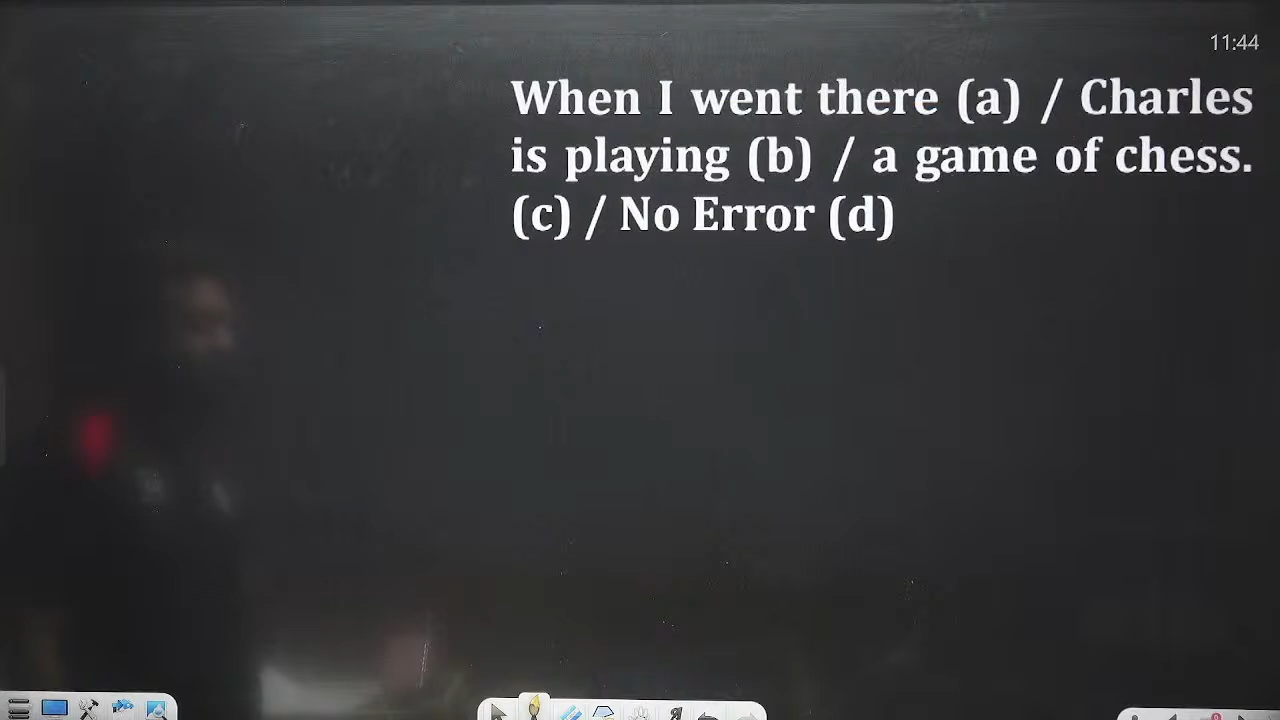 11:44
When I went there (a) / Charles
is playing (b) / a game of chess.
(c) / No Error (d)